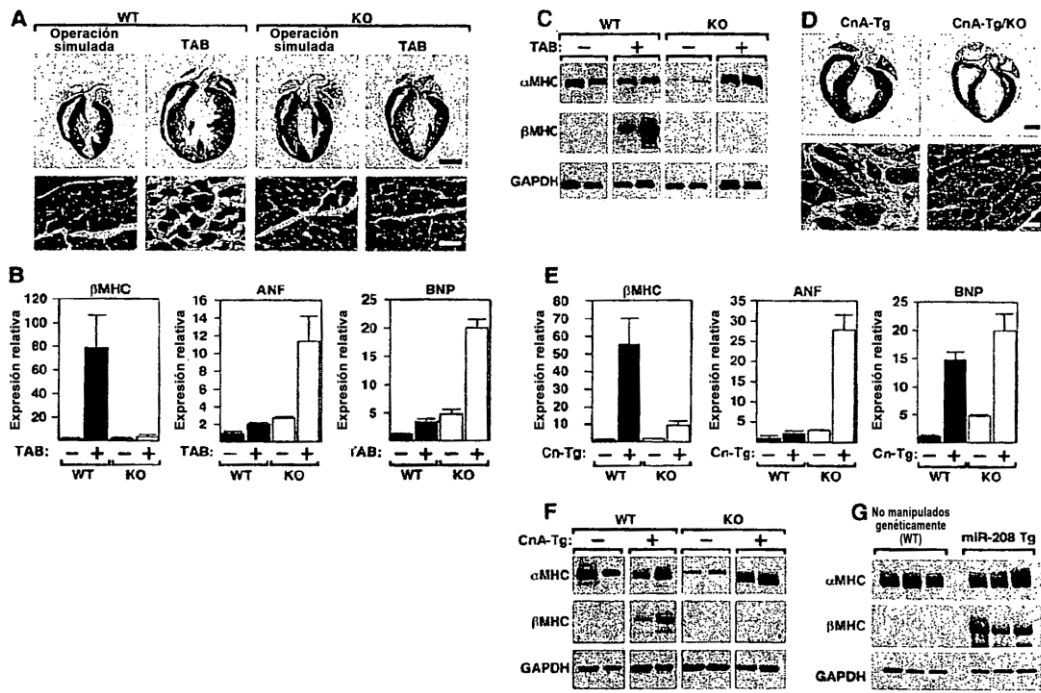 A
WT
KO
Operación
simulada
TAB
Operación
simulada
TAB
B
βMHC
Expresión relativa
120
100
80
60
40
20
TAB:
− + − +
WT KO
ANF
Expresión relativa
16
14
12
10
8
6
4
2
TAB:
− + − +
WT KO
BNP
Expresión relativa
25
20
15
10
5
TAB:
− + − +
WT KO
C
WT KO
TAB: − + − +
αMHC
βMHC
GAPDH
D
CnA-Tg CnA-Tg/KO
E
βMHC
Expresión relativa
80
70
60
50
40
30
20
10
Cn-Tg:
− + − +
WT KO
ANF
Expresión relativa
35
30
25
20
15
10
5
Cn-Tg:
− + − +
WT KO
BNP
Expresión relativa
25
20
15
10
5
Cn-Tg:
− + − +
WT KO
F
WT KO
CnA-Tg: − + − +
αMHC
βMHC
GAPDH
G
No manipulados
genéticamente
(WT)
miR-208 Tg
αMHC
βMHC
GAPDH